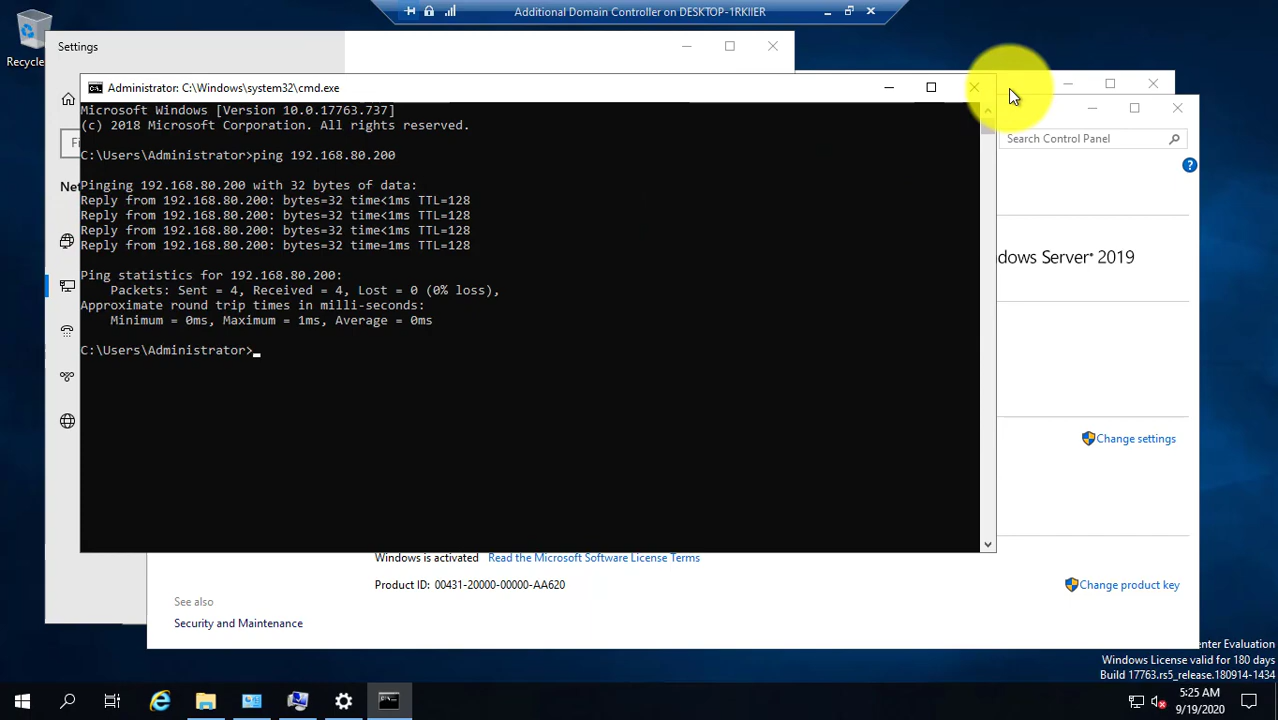 Additional Domain Controller on DESKTOP-1RKIIER
Recycle
Settings
Administrator: C:\Windows\system32\cmd.exe
Microsoft Windows [Version 10.0.17763.737]
(c) 2018 Microsoft Corporation. All rights reserved.
C:\Users\Administrator>ping 192.168.80.200
Pinging 192.168.80.200 with 32 bytes of data:
Reply from 192.168.80.200: bytes=32 time<1ms TTL=128
Reply from 192.168.80.200: bytes=32 time<1ms TTL=128
Reply from 192.168.80.200: bytes=32 time<1ms TTL=128
Reply from 192.168.80.200: bytes=32 time=1ms TTL=128
Ping statistics for 192.168.80.200:
Packets: Sent = 4, Received = 4, Lost = 0 (0% loss),
Approximate round trip times in milli-seconds:
Minimum = 0ms, Maximum = 1ms, Average = 0ms
C:\Users\Administrator>
Fi
Net
Search Control Panel
dows Server® 2019
Change settings
Windows is activated Read the Microsoft Software License Terms
Product ID: 00431-20000-00000-AA620
Change product key
See also
Security and Maintenance
enter Evaluation
Windows License valid for 180 days
Build 17763.rs5_release.180914-1434
5:25 AM
9/19/2020